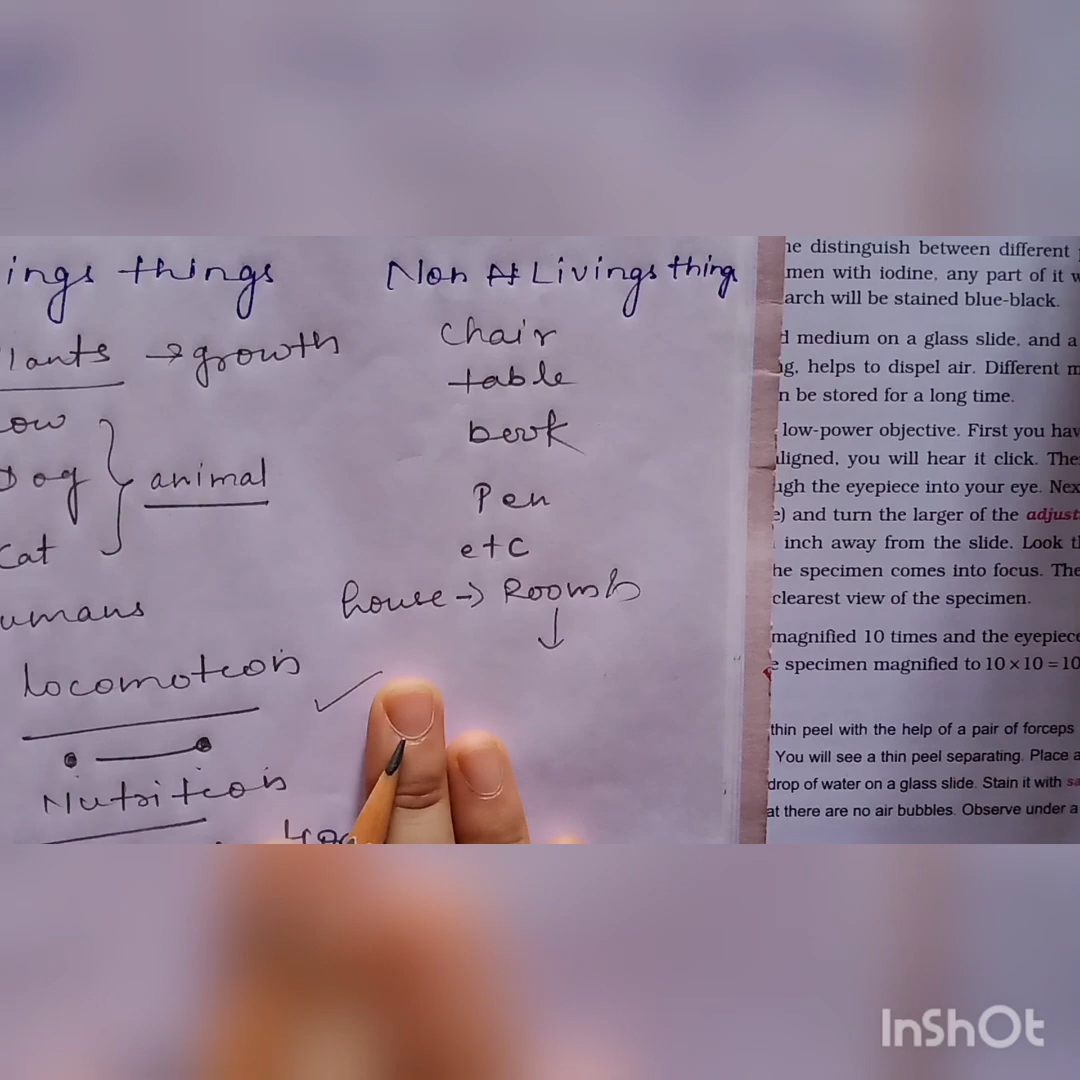 ings things
lants → growth
ow
Dog
animal
Cat
umans
Locomotion
Nutrition
Non Livings thing
Chair
table
book
Pen
etc
house → Rooms
he distinguish between different
men with iodine, any part of it w
arch will be stained blue-black.
d medium on a glass slide, and a
g, helps to dispel air. Different m
n be stored for a long time.
low-power objective. First you hav
ligned, you will hear it click. The
ugh the eyepiece into your eye. Nex
e) and turn the larger of the adjust
inch away from the slide. Look th
he specimen comes into focus. The
clearest view of the specimen.
magnified 10 times and the eyepiece
e specimen magnified to 10 × 10 = 10
thin peel with the help of a pair of forceps
You will see a thin peel separating. Place a
drop of water on a glass slide. Stain it with sa
at there are no air bubbles. Observe under a
InShOt